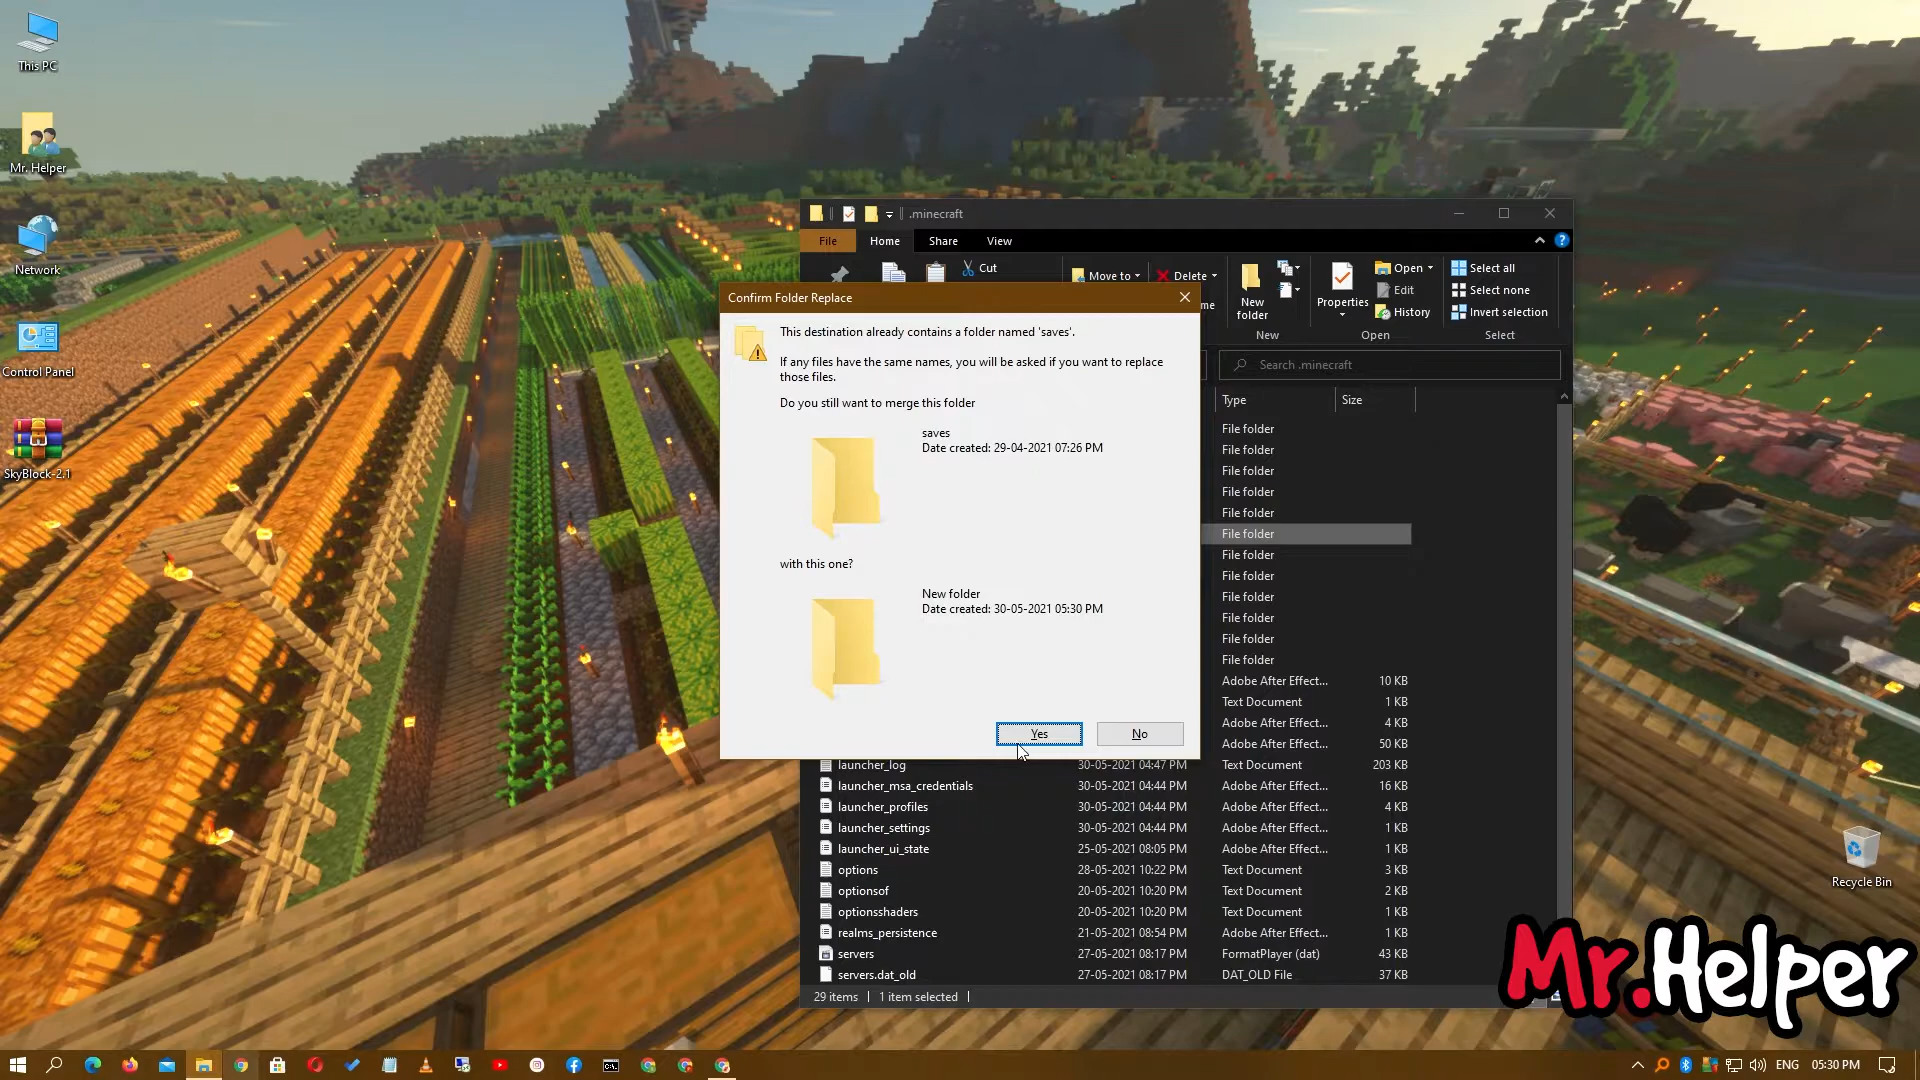 This PC
Mr. Helper
Network
Control Panel
SkyBlock-2.1
.minecraft
File
Home
Share
View
Cut
Move to
Delete
New
folder
Properties
Open
Edit
History
Select all
Select none
Invert selection
New
Open
Select
Search .minecraft
Type
Size
File folder
File folder
File folder
File folder
File folder
File folder
File folder
File folder
File folder
File folder
File folder
File folder
Adobe After Effect... 10 KB
Text Document 1 KB
Adobe After Effect... 4 KB
Adobe After Effect... 50 KB
Confirm Folder Replace
This destination already contains a folder named 'saves'.
If any files have the same names, you will be asked if you want to replace
those files.
Do you still want to merge this folder
saves
Date created: 29-04-2021 07:26 PM
with this one?
New folder
Date created: 30-05-2021 05:30 PM
Yes
No
launcher_log 30-05-2021 04:47 PM Text Document 203 KB
launcher_msa_credentials 30-05-2021 04:44 PM Adobe After Effect... 16 KB
launcher_profiles 30-05-2021 04:44 PM Adobe After Effect... 4 KB
launcher_settings 30-05-2021 04:44 PM Adobe After Effect... 1 KB
launcher_ui_state 25-05-2021 08:05 PM Adobe After Effect... 1 KB
options 28-05-2021 10:22 PM Text Document 3 KB
optionsof 20-05-2021 10:20 PM Text Document 2 KB
optionsshaders 20-05-2021 10:20 PM Text Document 1 KB
realms_persistence 21-05-2021 08:54 PM Adobe After Effect... 1 KB
servers 27-05-2021 08:17 PM FormatPlayer (dat) 43 KB
servers.dat_old 27-05-2021 08:17 PM DAT_OLD File 37 KB
29 items
1 item selected
Recycle Bin
Mr.Helper
ENG
05:30 PM